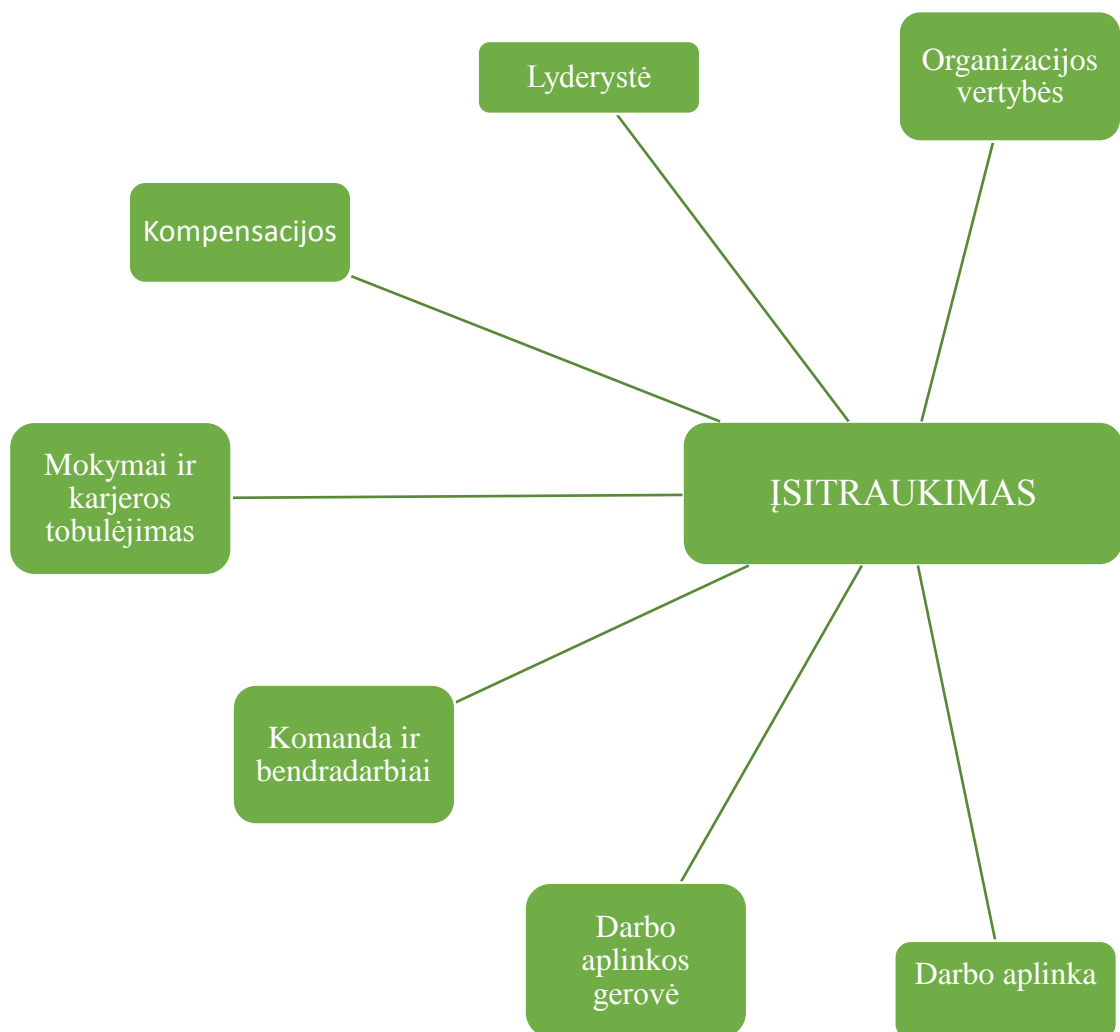 Organizacijos
vertybės
Lyderystė
Kompensacijos
Mokymai ir
karjeros
tobulėjimas
ĮSITRAUKIMAS
Komanda ir
bendradarbiai
Darbo
aplinkos
gerovė
Darbo aplinka